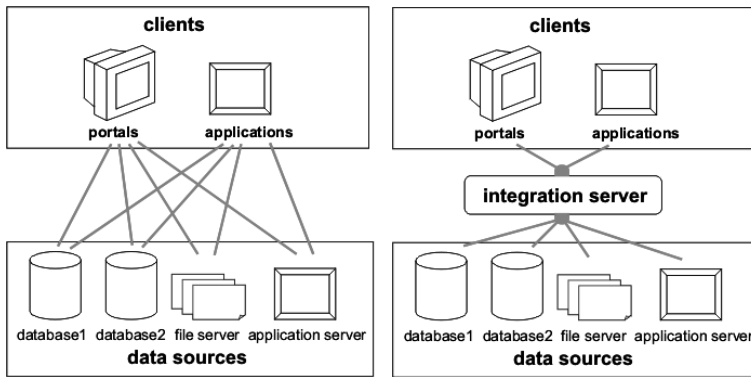 clients
portals applications
database1 database2 file server application server
data sources
clients
portals applications
integration server
database1 database2 file server application server
data sources